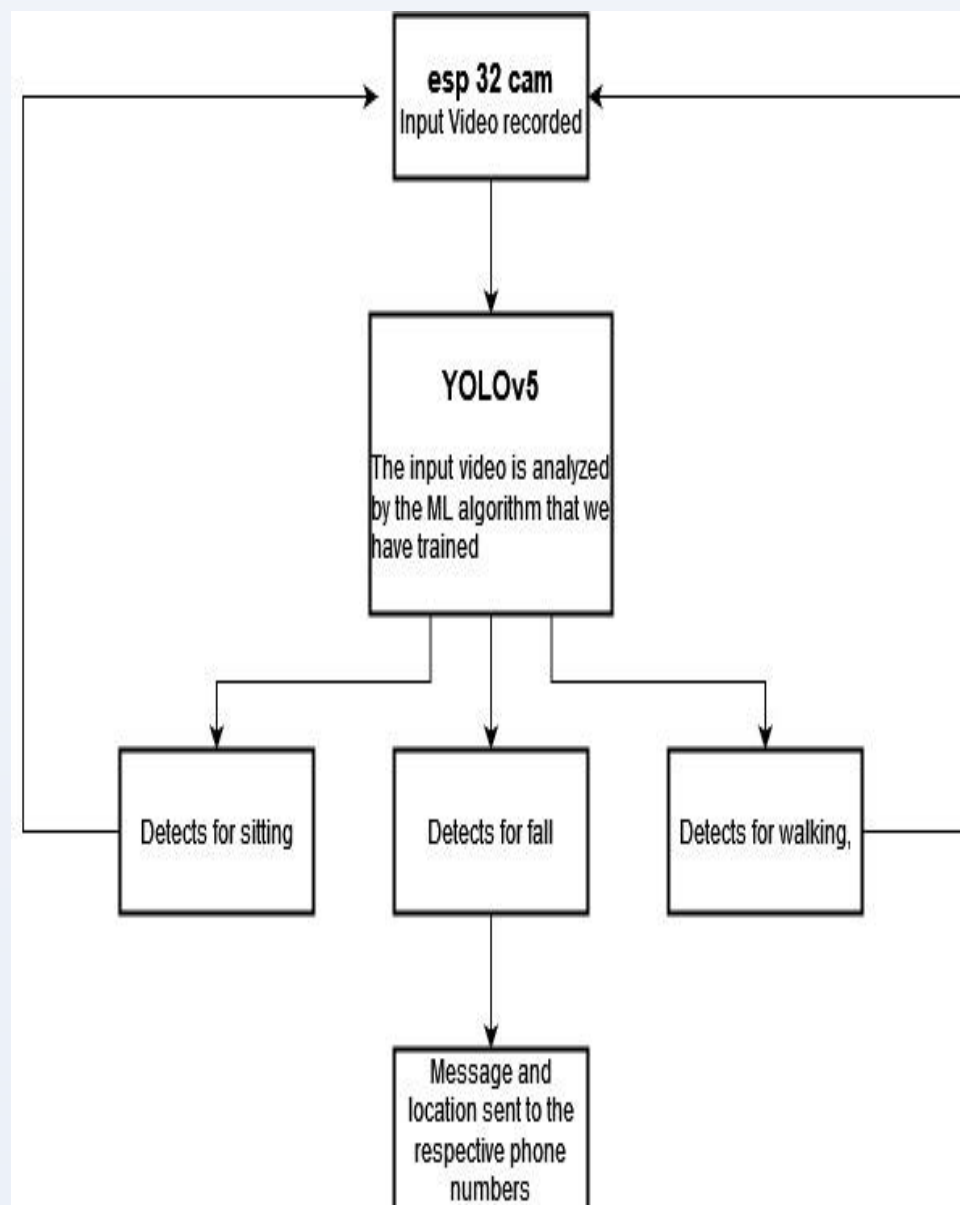 esp 32 cam
Input Video recorded
YOLOv5
The input video is analyzed
by the ML algorithm that we
have trained
Detects for sitting
Detects for fall
Detects for walking,
Message and
location sent to the
respective phone
numbers